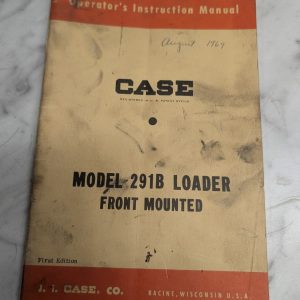 Operator's Instruction Manual
August 1969
CASE
MODEL 291B LOADER
FRONT MOUNTED
First Edition
J. I. CASE. CO.
RACINE, WISCONSIN U.S.A.